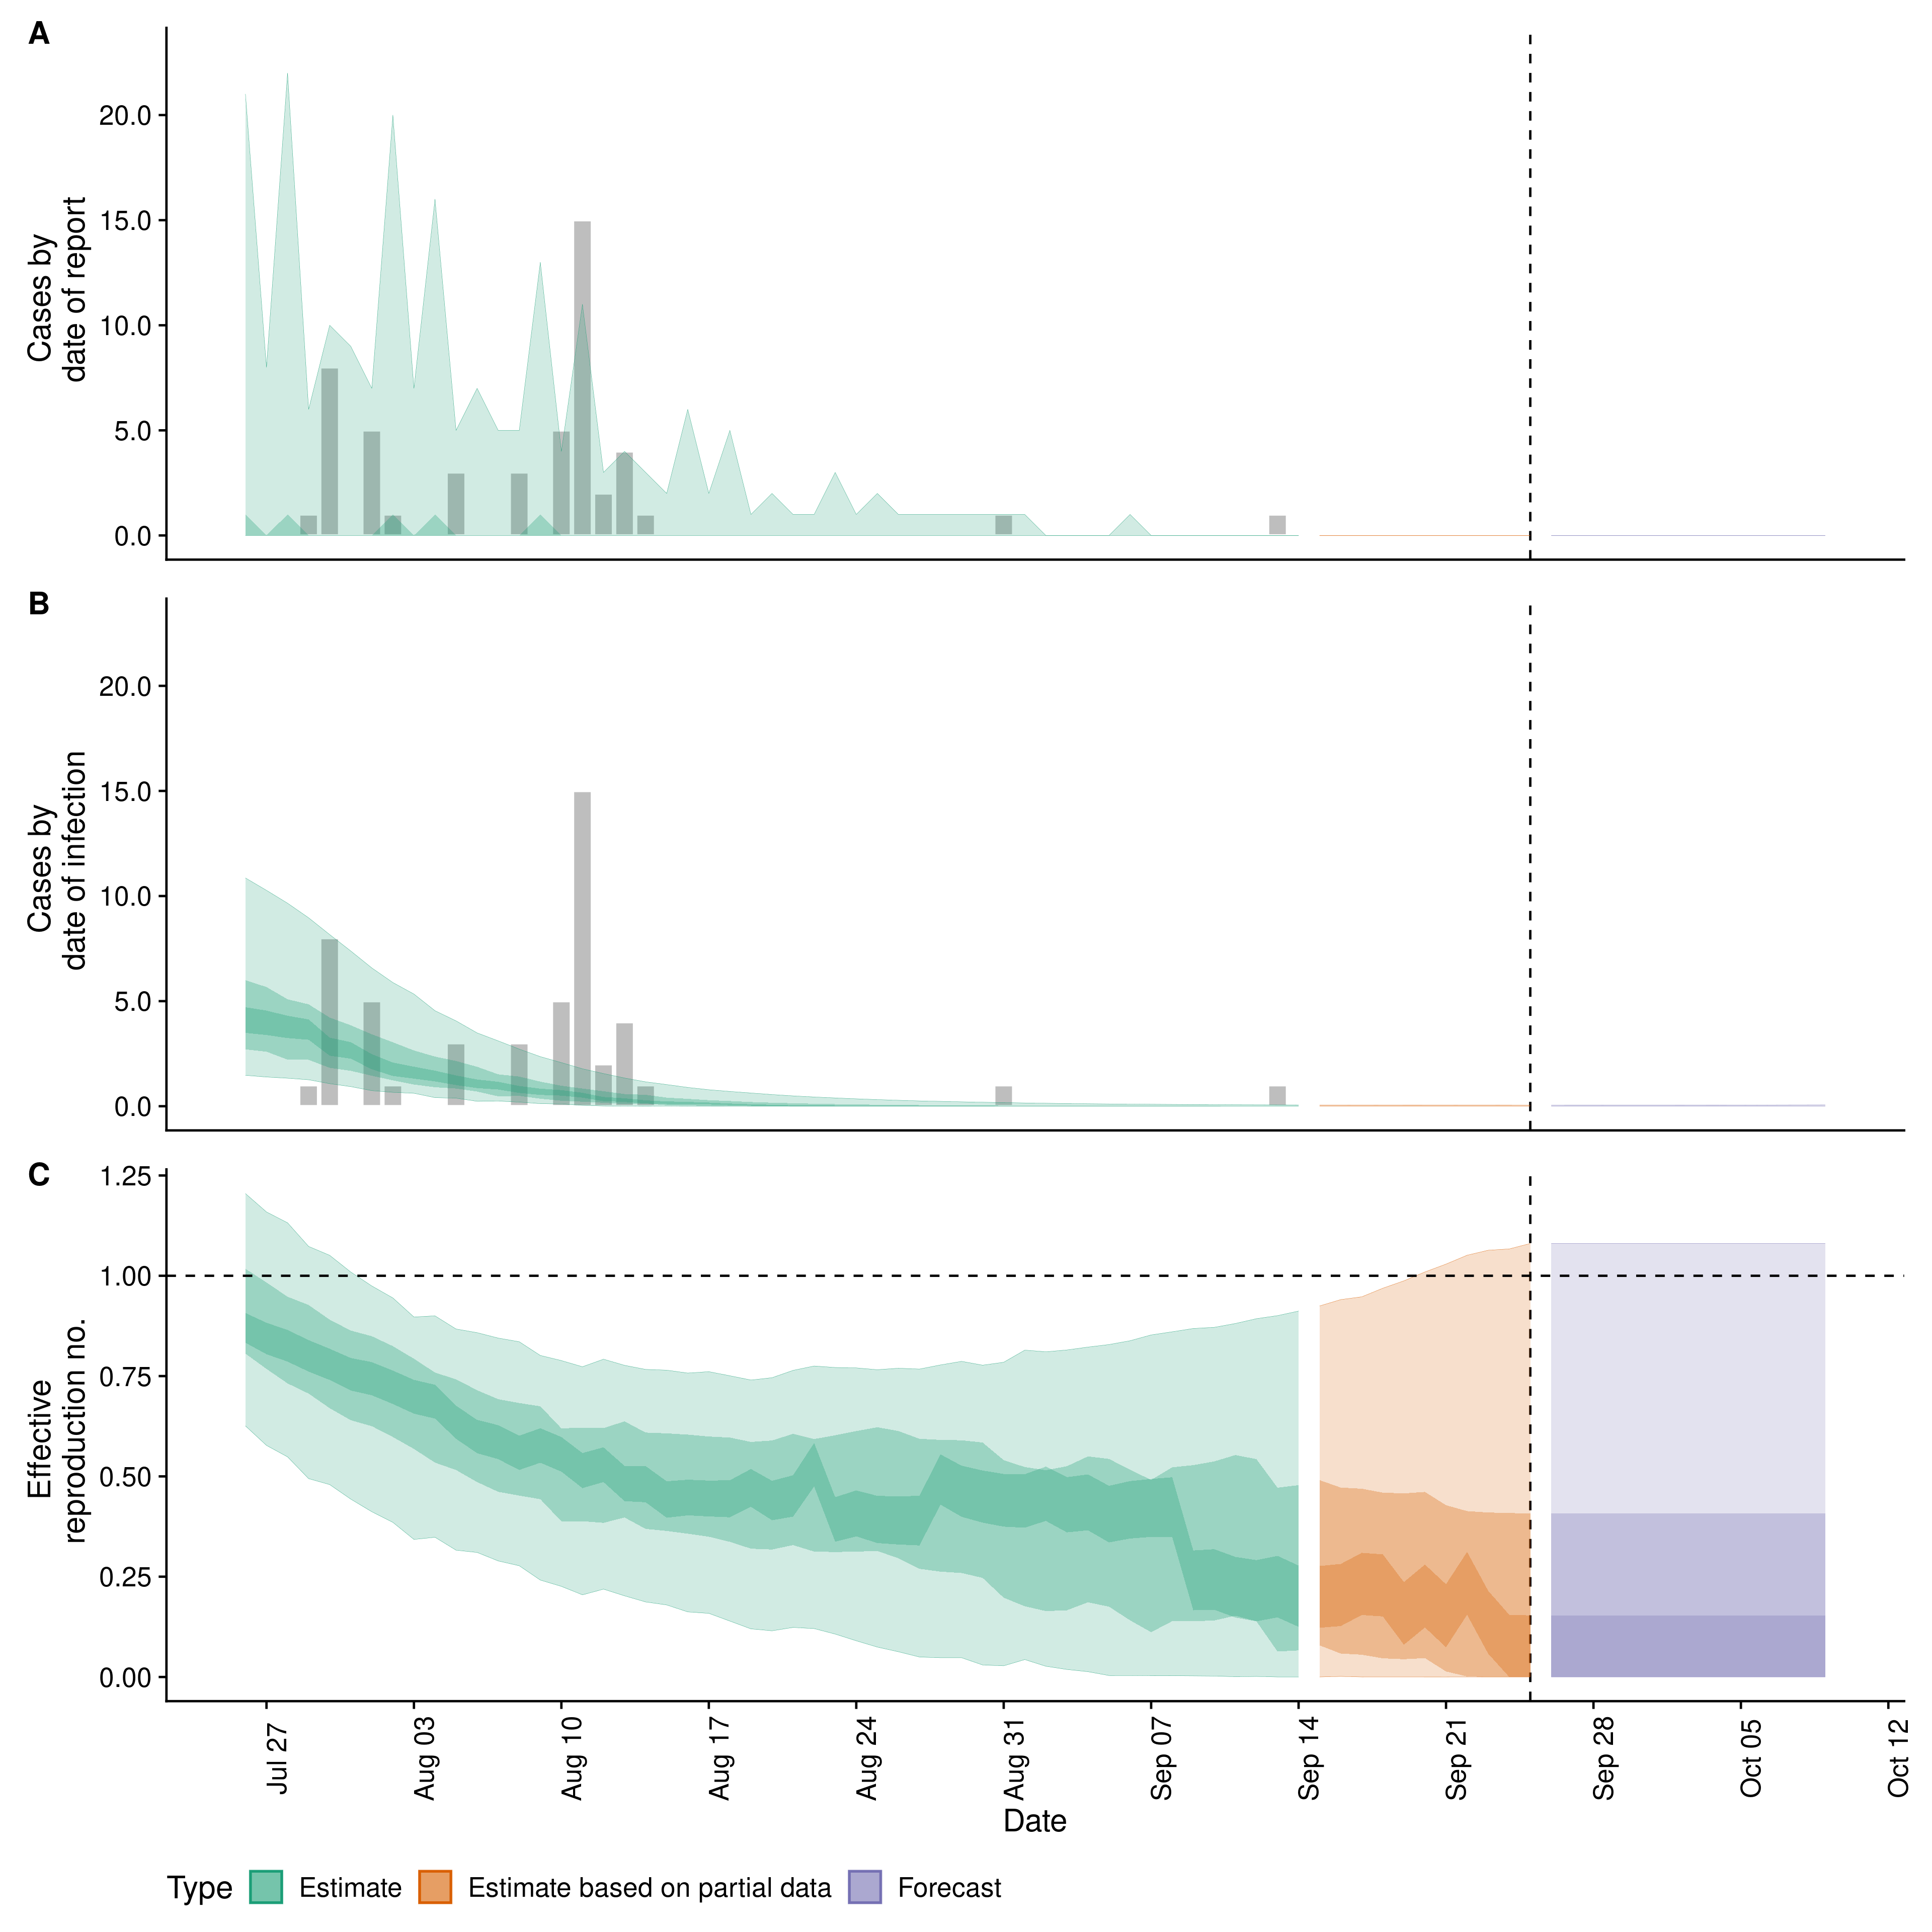 A
Cases by
date of report
20.0
15.0
10.0
5.0
0.0
B
Cases by
date of infection
20.0
15.0
10.0
5.0
0.0
C
Effective
reproduction no.
1.25
1.00
0.75
0.50
0.25
0.00
Jul 27
Aug 03
Aug 10
Aug 17
Aug 24
Aug 31
Sep 07
Sep 14
Sep 21
Sep 28
Oct 05
Oct 12
Date
Type Estimate Estimate based on partial data Forecast